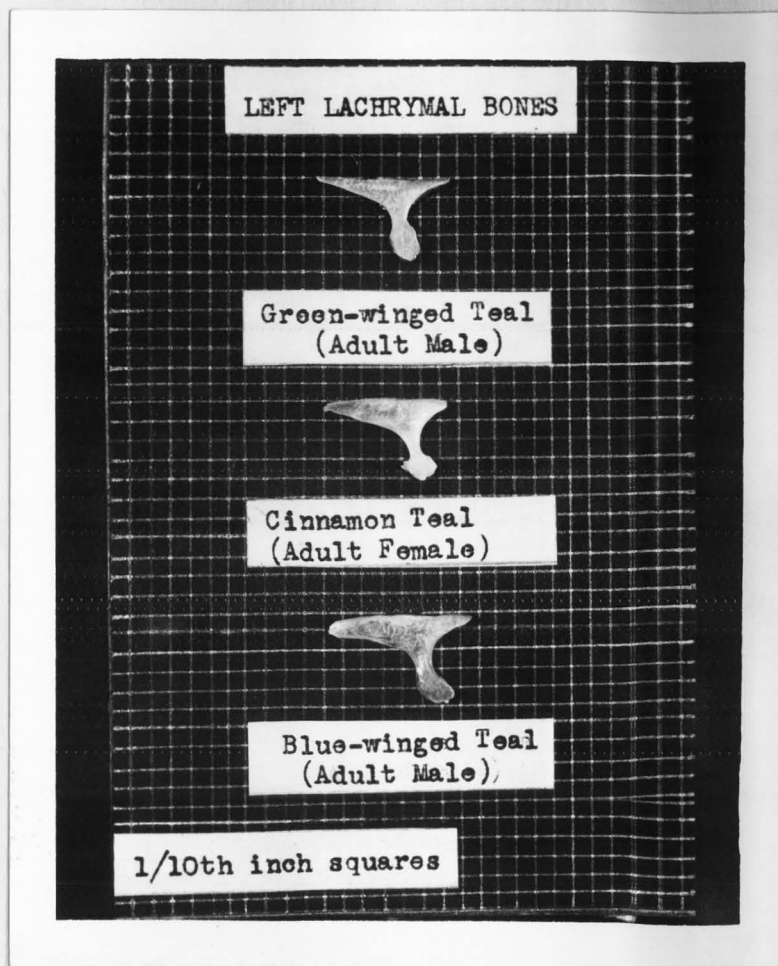 LEFT LACHRYMAL BONES
Green-winged Teal
(Adult Male)
Cinnamon Teal
(Adult Female)
Blue-winged Teal
(Adult Male)
1/10th inch squares